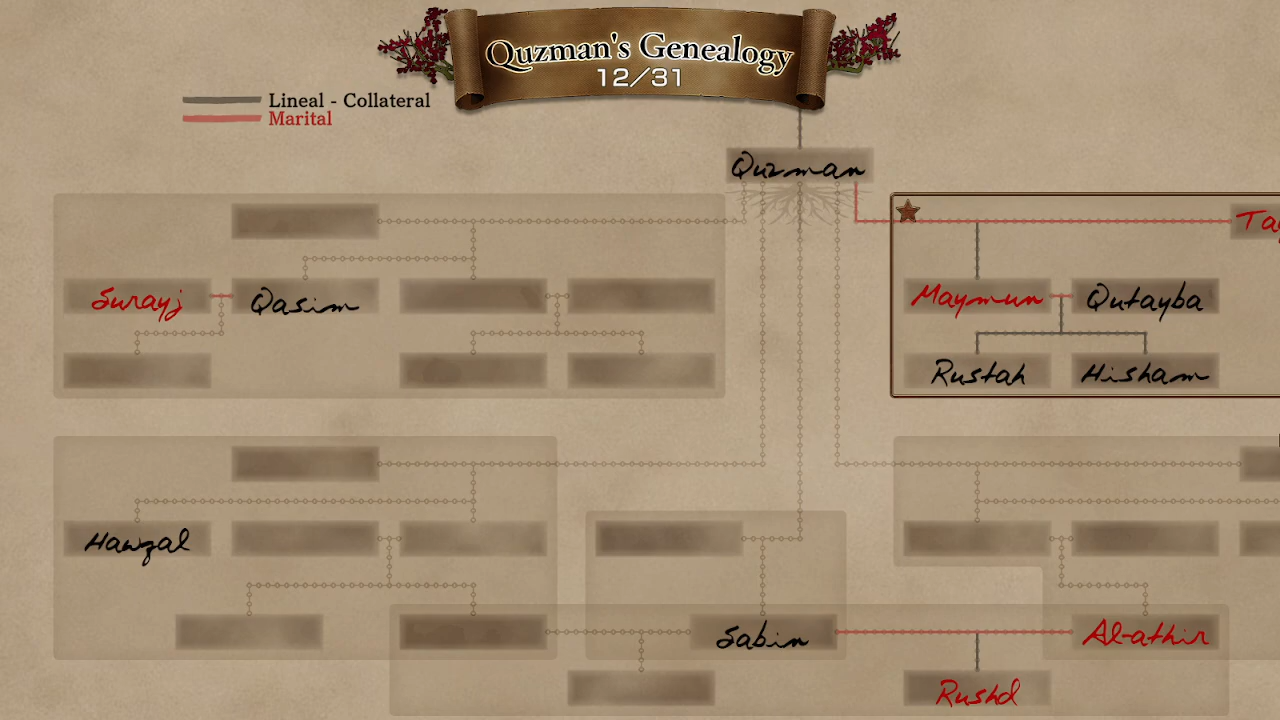 Quzman's Genealogy
12/31
Lineal - Collateral
Marital
Quzman
Surayj
Qasim
Maymun
Qutayba
Rustah
Hisham
Hawqal
Sabin
Al-athir
Rushd